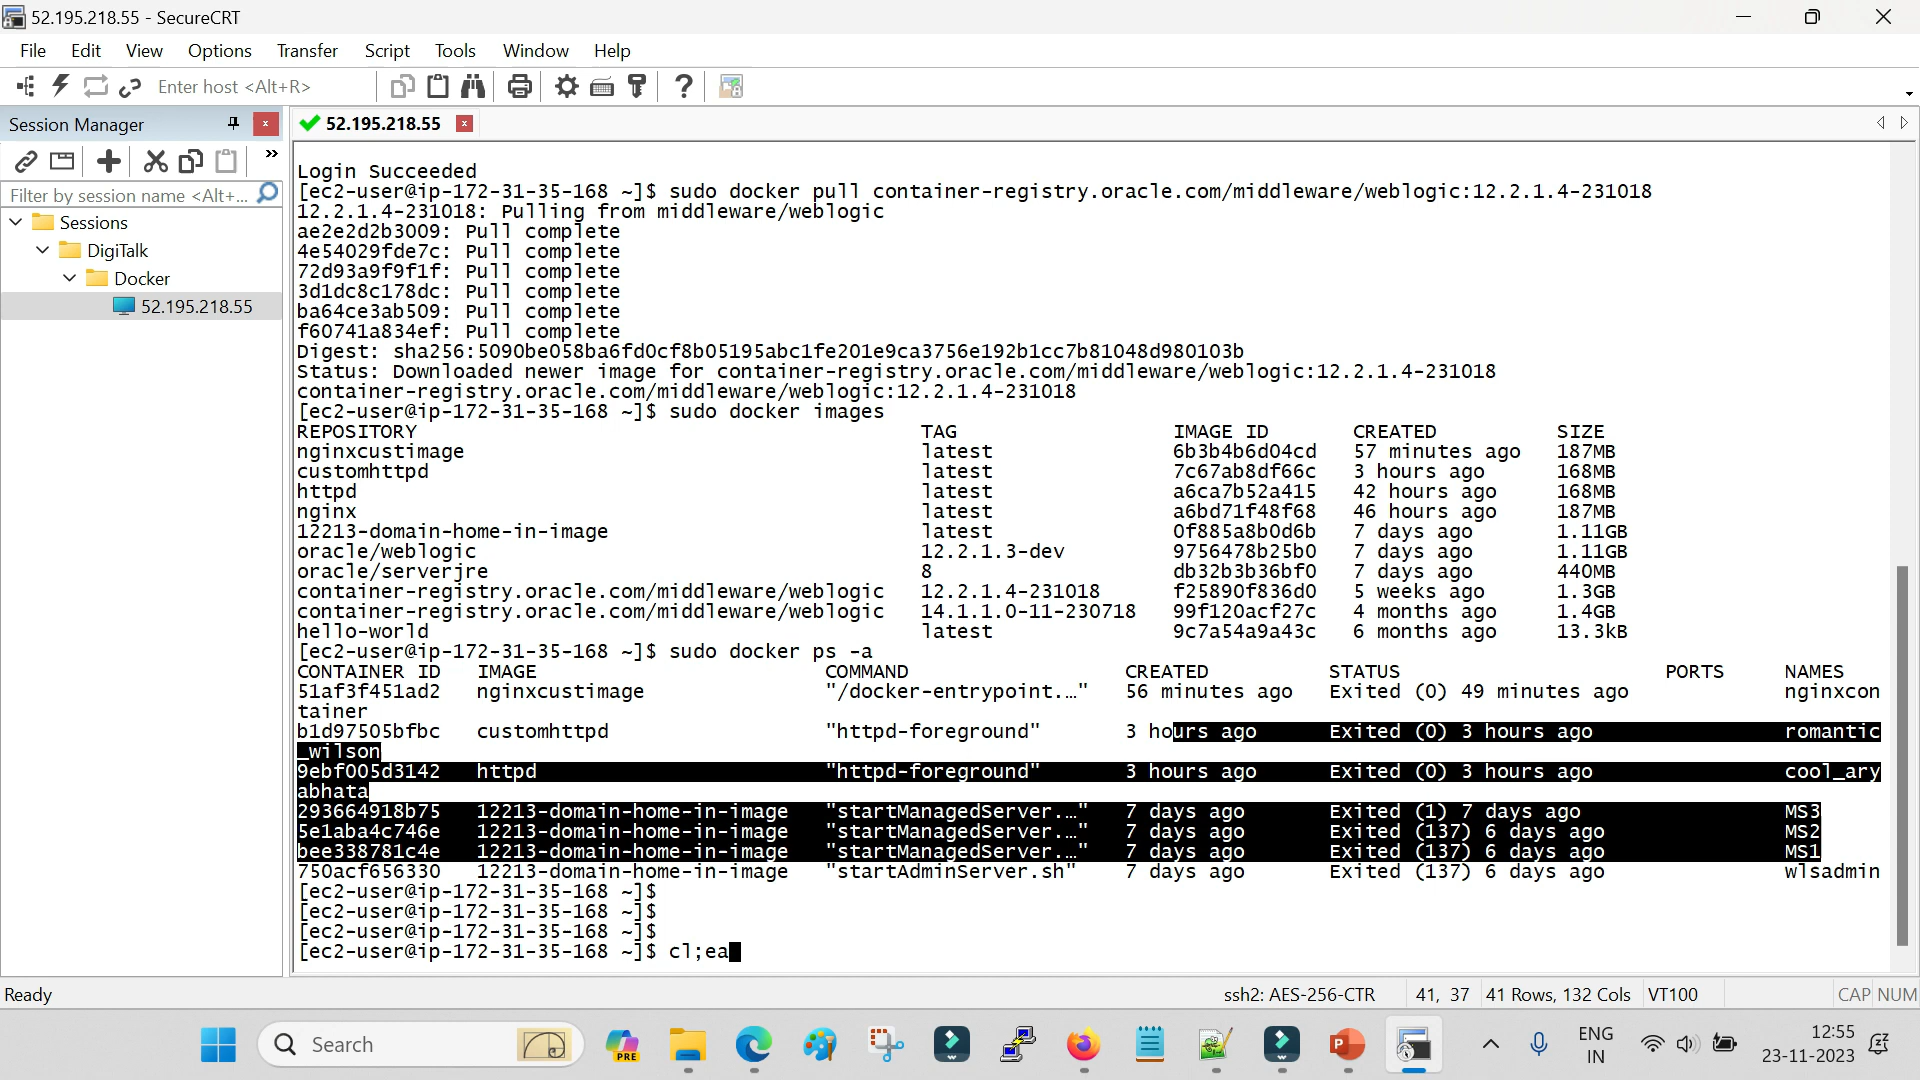 52.195.218.55 - SecureCRT
File Edit View Options Transfer Script Tools Window Help
Enter host <Alt+R>
Session Manager
52.195.218.55
Filter by session name <Alt+...
Sessions
DigiTalk
Docker
52.195.218.55
Login Succeeded
[ec2-user@ip-172-31-35-168 ~]$ sudo docker pull container-registry.oracle.com/middleware/weblogic:12.2.1.4-231018
12.2.1.4-231018: Pulling from middleware/weblogic
ae2e2d2b3009: Pull complete
4e54029fde7c: Pull complete
72d93a9f9f1f: Pull complete
3d1dc8c178dc: Pull complete
ba64ce3ab509: Pull complete
f60741a834ef: Pull complete
Digest: sha256:5090be058ba6fd0cf8b05195abc1fe201e9ca3756e192b1cc7b81048d980103b
Status: Downloaded newer image for container-registry.oracle.com/middleware/weblogic:12.2.1.4-231018
container-registry.oracle.com/middleware/weblogic:12.2.1.4-231018
[ec2-user@ip-172-31-35-168 ~]$ sudo docker images
REPOSITORY TAG IMAGE ID CREATED SIZE
nginxcustimage latest 6b3b4b6d04cd 57 minutes ago 187MB
customhttpd latest 7c67ab8df66c 3 hours ago 168MB
httpd latest a6ca7b52a415 42 hours ago 168MB
nginx latest a6bd71f48f68 46 hours ago 187MB
12213-domain-home-in-image latest 0f885a8b0d6b 7 days ago 1.11GB
oracle/weblogic 12.2.1.3-dev 9756478b25b0 7 days ago 1.11GB
oracle/serverjre 8 db32b3b36bf0 7 days ago 440MB
container-registry.oracle.com/middleware/weblogic 12.2.1.4-231018 f25890f836d0 5 weeks ago 1.3GB
container-registry.oracle.com/middleware/weblogic 14.1.1.0-11-230718 99f120acf27c 4 months ago 1.4GB
hello-world latest 9c7a54a9a43c 6 months ago 13.3kB
[ec2-user@ip-172-31-35-168 ~]$ sudo docker ps -a
CONTAINER ID IMAGE COMMAND CREATED STATUS PORTS NAMES
51af3f451ad2 nginxcustimage "/docker-entrypoint.…" 56 minutes ago Exited (0) 49 minutes ago nginxcon
tainer
b1d97505bfbc customhttpd "httpd-foreground" 3 hours ago Exited (0) 3 hours ago romantic
_wilson
9ebf005d3142 httpd "httpd-foreground" 3 hours ago Exited (0) 3 hours ago cool_ary
abhata
293664918b75 12213-domain-home-in-image "startManagedServer.…" 7 days ago Exited (1) 7 days ago MS3
5e1aba4c746e 12213-domain-home-in-image "startManagedServer.…" 7 days ago Exited (137) 6 days ago MS2
bee338781c4e 12213-domain-home-in-image "startManagedServer.…" 7 days ago Exited (137) 6 days ago MS1
750acf656330 12213-domain-home-in-image "startAdminServer.sh" 7 days ago Exited (137) 6 days ago wlsadmin
[ec2-user@ip-172-31-35-168 ~]$
[ec2-user@ip-172-31-35-168 ~]$
[ec2-user@ip-172-31-35-168 ~]$
[ec2-user@ip-172-31-35-168 ~]$ cl;ea
Ready ssh2: AES-256-CTR 41, 37 41 Rows, 132 Cols VT100 CAP NUM
Search
PRE
ENG
IN
12:55
23-11-2023